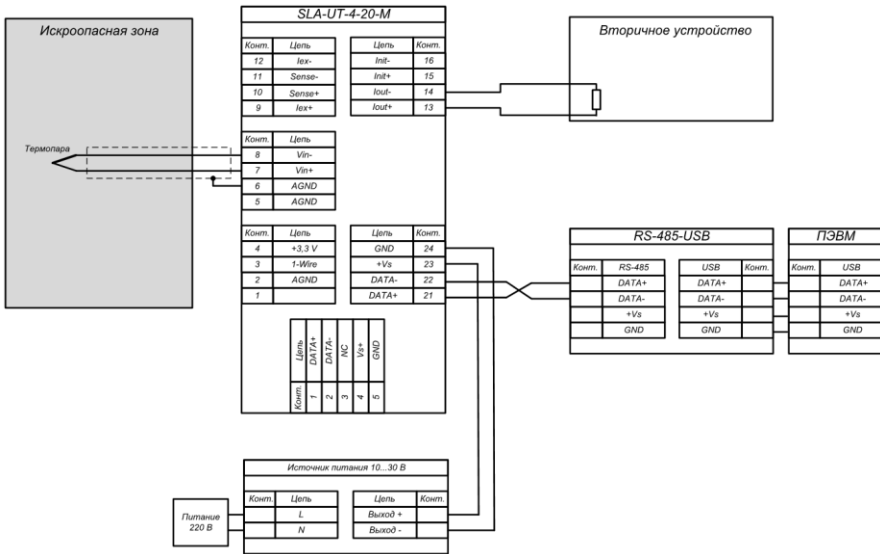 SLA-UT-4-20-M
Искроопасная зона
Вторичное устройство
Конт. Цепь
12 Iex-
11 Sense-
10 Sense+
9 Iex+
Цепь Конт.
Init- 16
Init+ 15
Iout- 14
Iout+ 13
Термопара
Конт. Цепь
8 Vin-
7 Vin+
6 AGND
5 AGND
Конт. Цепь
4 +3,3 V
3 1-Wire
2 AGND
1
Цепь Конт.
GND 24
+Vs 23
DATA- 22
DATA+ 21
RS-485-USB
Конт. RS-485
DATA+
DATA-
+Vs
GND
USB Конт.
DATA+
DATA-
+Vs
GND
ПЭВМ
Конт. USB
DATA+
DATA-
+Vs
GND
Конт. Цепь
1 DATA+
2 DATA-
3 NC
4 Vs+
5 GND
Источник питания 10...30 В
Конт. Цепь
L
N
Цепь Конт.
Выход +
Выход -
Питание
220 В